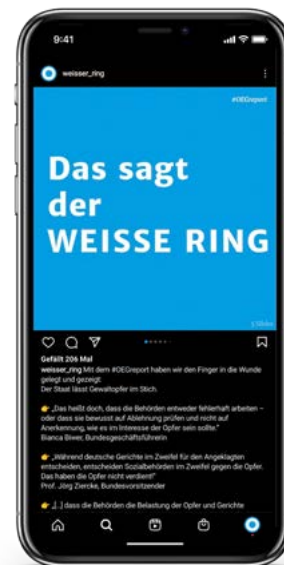 9:41
weisser_ring
#OEGreport
Das sagt
der
WEISSE RING
Gefällt 206 Mal
weisser_ring Mit dem #OEGreport haben wir den Finger in die Wunde
gelegt und gezeigt:
Der Staat lässt Gewaltopfer im Stich.
👉 „Das heißt doch, dass die Behörden entweder fehlerhaft arbeiten –
oder dass sie bewusst auf Ablehnung prüfen und nicht auf
Anerkennung, wie es im Interesse der Opfer sein sollte."
Bianca Biwer, Bundesgeschäftsführerin
👉 „Während deutsche Gerichte im Zweifel für den Angeklagten
entscheiden, entscheiden Sozialbehörden im Zweifel gegen die Opfer.
Das haben die Opfer nicht verdient!"
Prof. Jörg Ziercke, Bundesvorsitzender
👉 „[...] dass die Behörden die Belastung der Opfer und Gerichte